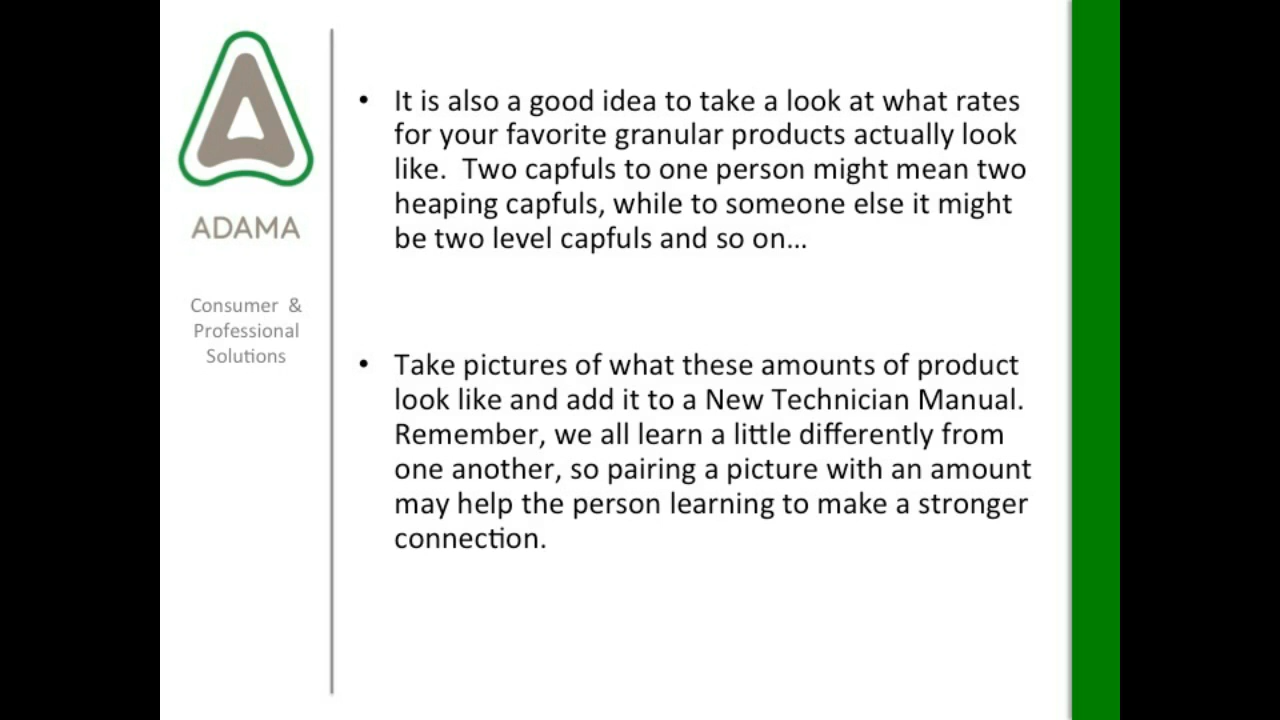 ADAMA
Consumer &
Professional
Solutions
• It is also a good idea to take a look at what rates
for your favorite granular products actually look
like.  Two capfuls to one person might mean two
heaping capfuls, while to someone else it might
be two level capfuls and so on…
• Take pictures of what these amounts of product
look like and add it to a New Technician Manual.
Remember, we all learn a little differently from
one another, so pairing a picture with an amount
may help the person learning to make a stronger
connection.